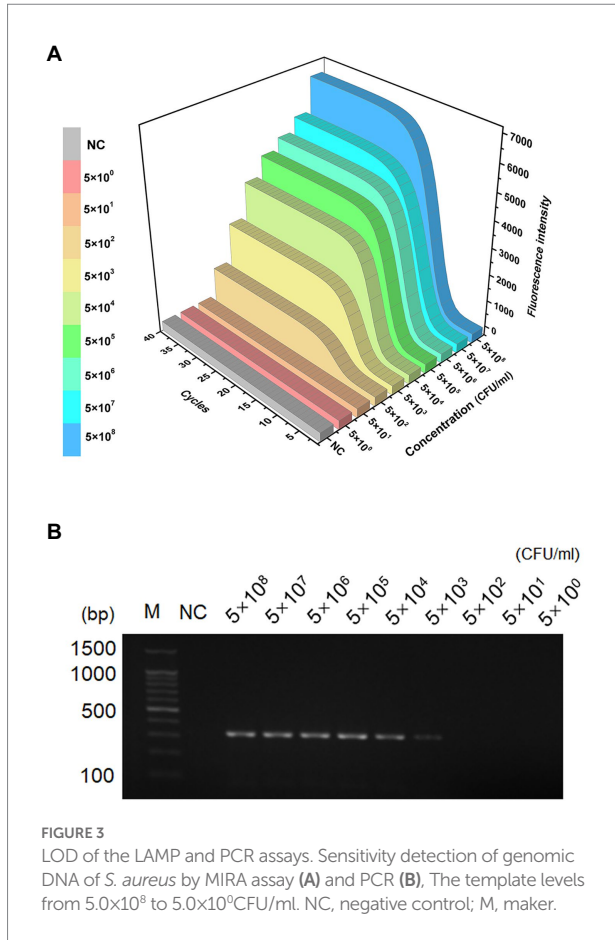 A
NC
5×10⁰
5×10¹
5×10²
5×10³
5×10⁴
5×10⁵
5×10⁶
5×10⁷
5×10⁸
7000
6000
5000
4000
3000
2000
1000
0
Fluorescence intensity
40
35
30
25
20
15
10
5
Cycles
NC
5×10⁰
5×10¹
5×10²
5×10³
5×10⁴
5×10⁵
5×10⁶
5×10⁷
5×10⁸
Concentration (CFU/ml)
B
(CFU/ml)
(bp) M NC 5×10⁸ 5×10⁷ 5×10⁶ 5×10⁵ 5×10⁴ 5×10³ 5×10² 5×10¹ 5×10⁰
1500
1000
500
100
FIGURE 3
LOD of the LAMP and PCR assays. Sensitivity detection of genomic
DNA of S. aureus by MIRA assay (A) and PCR (B), The template levels
from 5.0×10⁸ to 5.0×10⁰CFU/ml. NC, negative control; M, maker.